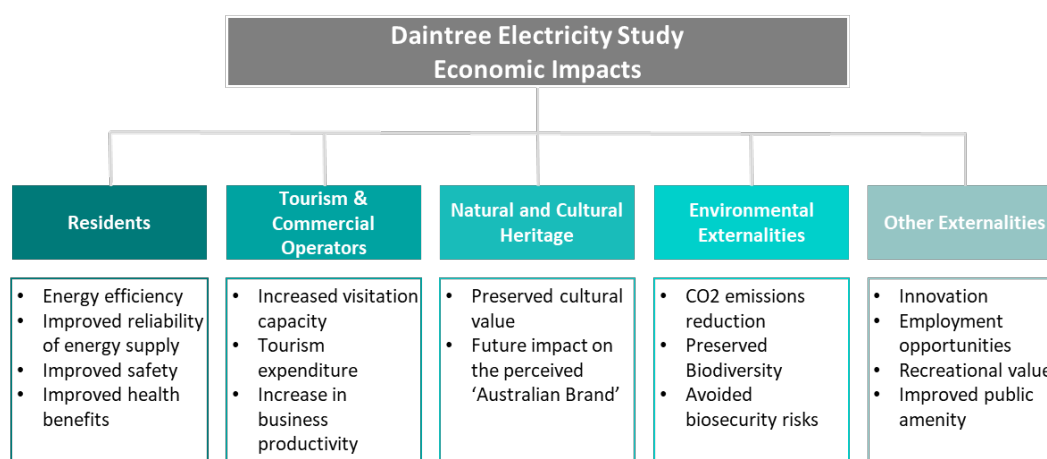 Daintree Electricity Study
Economic Impacts
Residents
Tourism &
Commercial
Operators
Natural and Cultural
Heritage
Environmental
Externalities
Other Externalities
• Energy efficiency
• Improved reliability
of energy supply
• Improved safety
• Improved health
benefits
• Increased visitation
capacity
• Tourism
expenditure
• Increase in
business
productivity
• Preserved cultural
value
• Future impact on
the perceived
‘Australian Brand’
• CO2 emissions
reduction
• Preserved
Biodiversity
• Avoided
biosecurity risks
• Innovation
• Employment
opportunities
• Recreational value
• Improved public
amenity